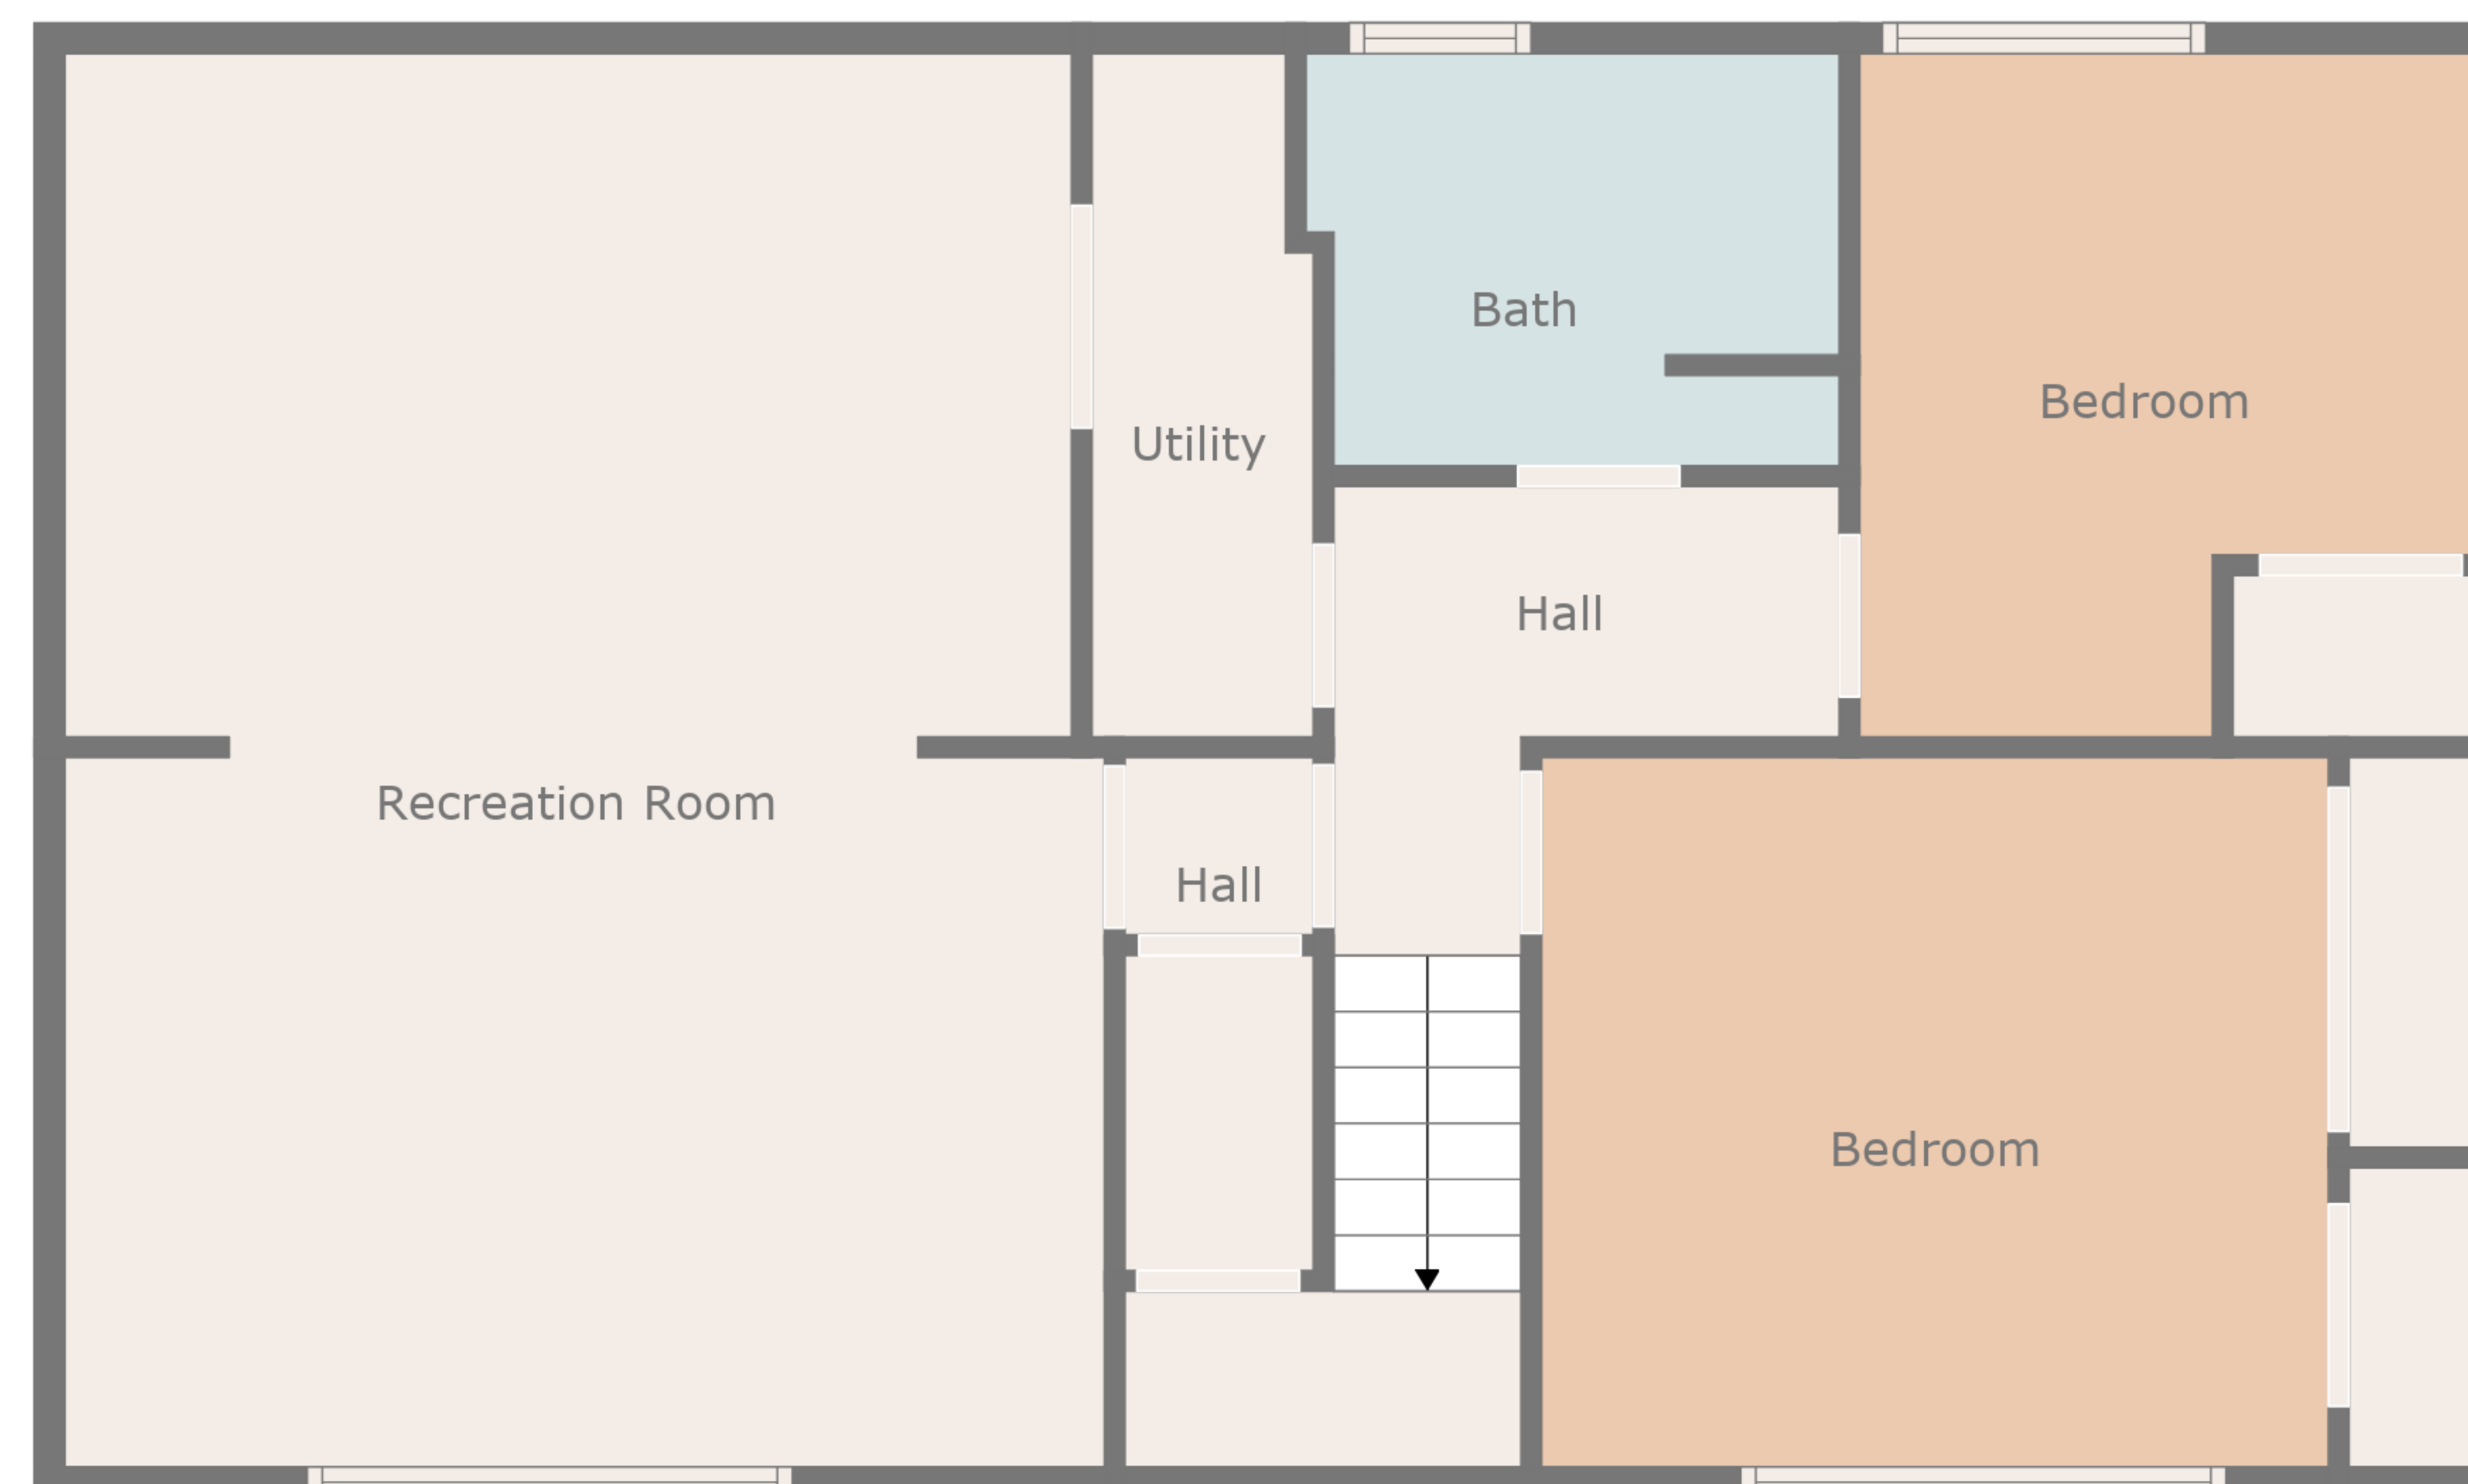 Bath
Bedroom
Utility
Hall
Recreation Room
Hall
Bedroom